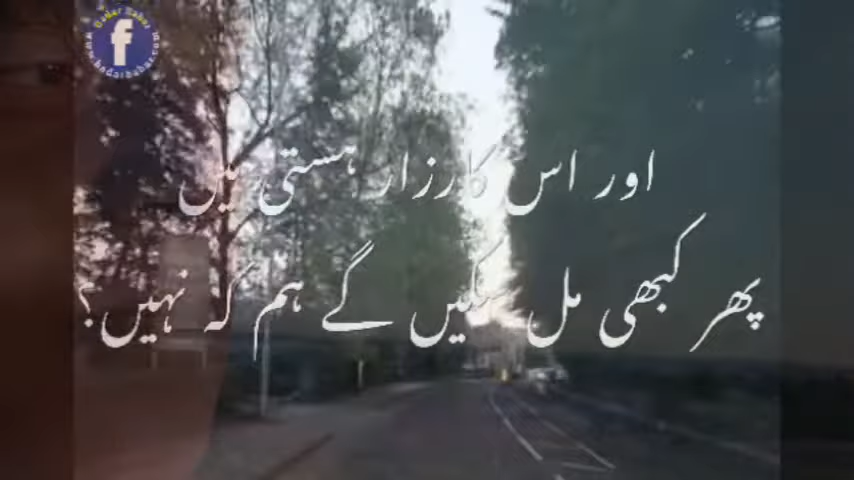 اور اس کارزار ہستی میں
پھر کبھی مل سکیں گے ہم کہ نہیں؟